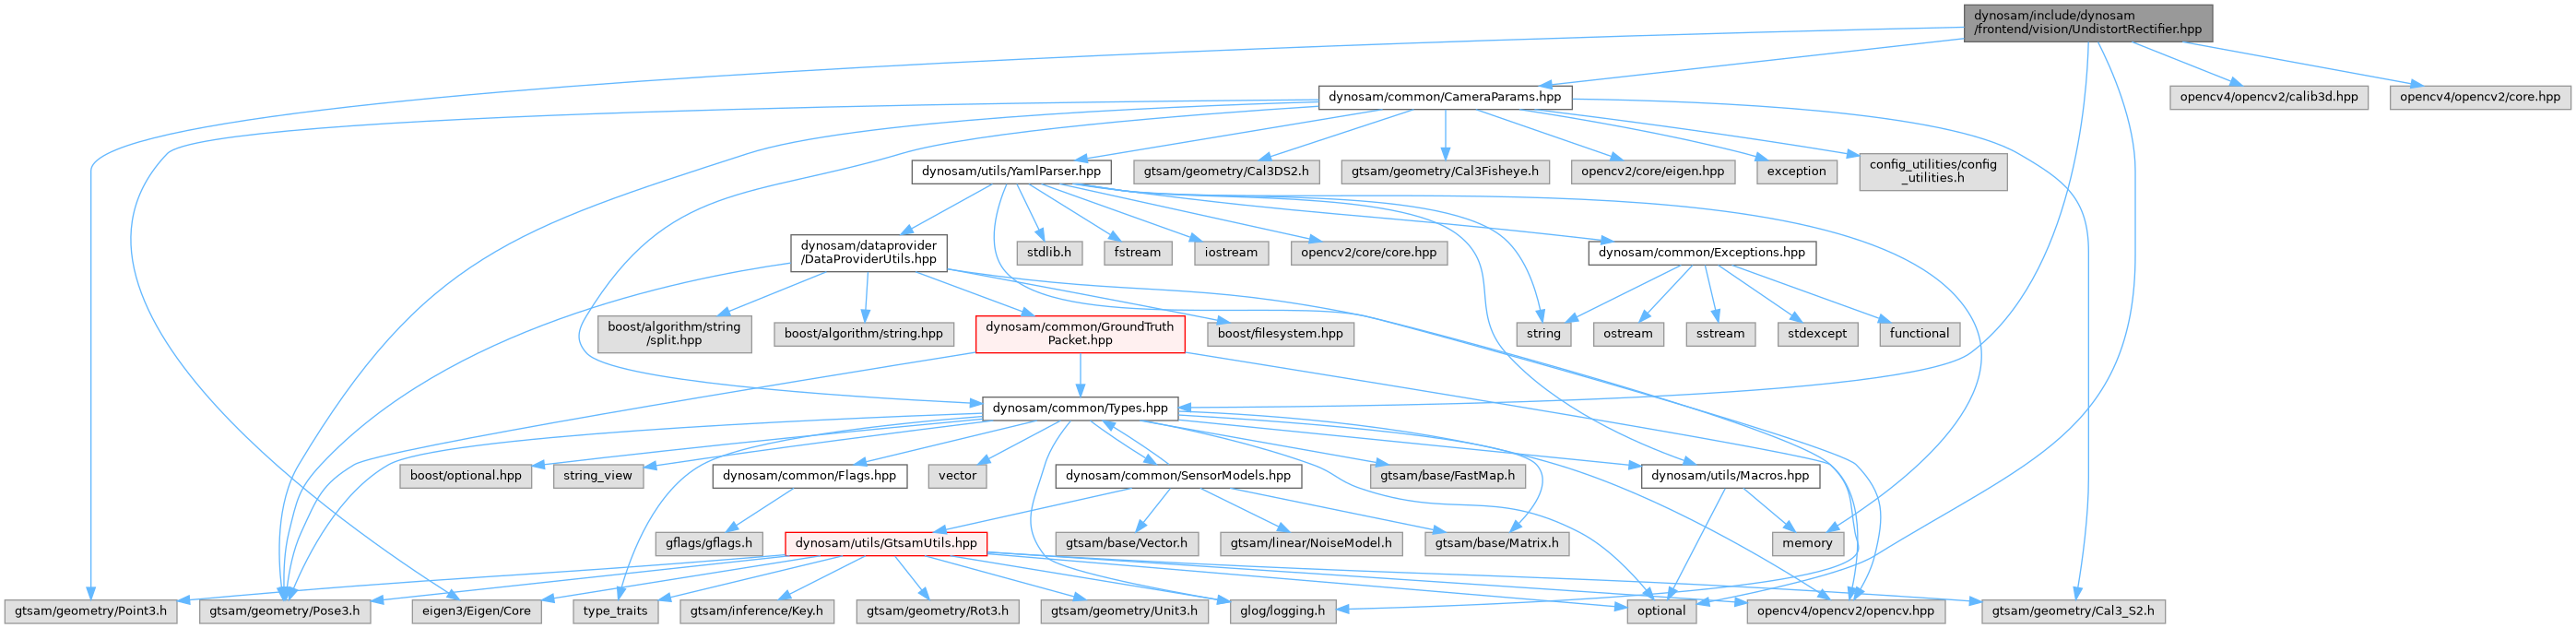 dynosam/include/dynosam
/frontend/vision/UndistortRectifier.hpp
dynosam/common/CameraParams.hpp
opencv4/opencv2/calib3d.hpp
opencv4/opencv2/core.hpp
dynosam/utils/YamlParser.hpp
gtsam/geometry/Cal3DS2.h
gtsam/geometry/Cal3Fisheye.h
opencv2/core/eigen.hpp
exception
config_utilities/config
_utilities.h
dynosam/dataprovider
/DataProviderUtils.hpp
stdlib.h
fstream
iostream
opencv2/core/core.hpp
dynosam/common/Exceptions.hpp
boost/algorithm/string
/split.hpp
boost/algorithm/string.hpp
dynosam/common/GroundTruth
Packet.hpp
boost/filesystem.hpp
string
ostream
sstream
stdexcept
functional
dynosam/common/Types.hpp
boost/optional.hpp
string_view
dynosam/common/Flags.hpp
vector
dynosam/common/SensorModels.hpp
gtsam/base/FastMap.h
dynosam/utils/Macros.hpp
gflags/gflags.h
dynosam/utils/GtsamUtils.hpp
gtsam/base/Vector.h
gtsam/linear/NoiseModel.h
gtsam/base/Matrix.h
memory
gtsam/geometry/Point3.h
gtsam/geometry/Pose3.h
eigen3/Eigen/Core
type_traits
gtsam/inference/Key.h
gtsam/geometry/Rot3.h
gtsam/geometry/Unit3.h
glog/logging.h
optional
opencv4/opencv2/opencv.hpp
gtsam/geometry/Cal3_S2.h